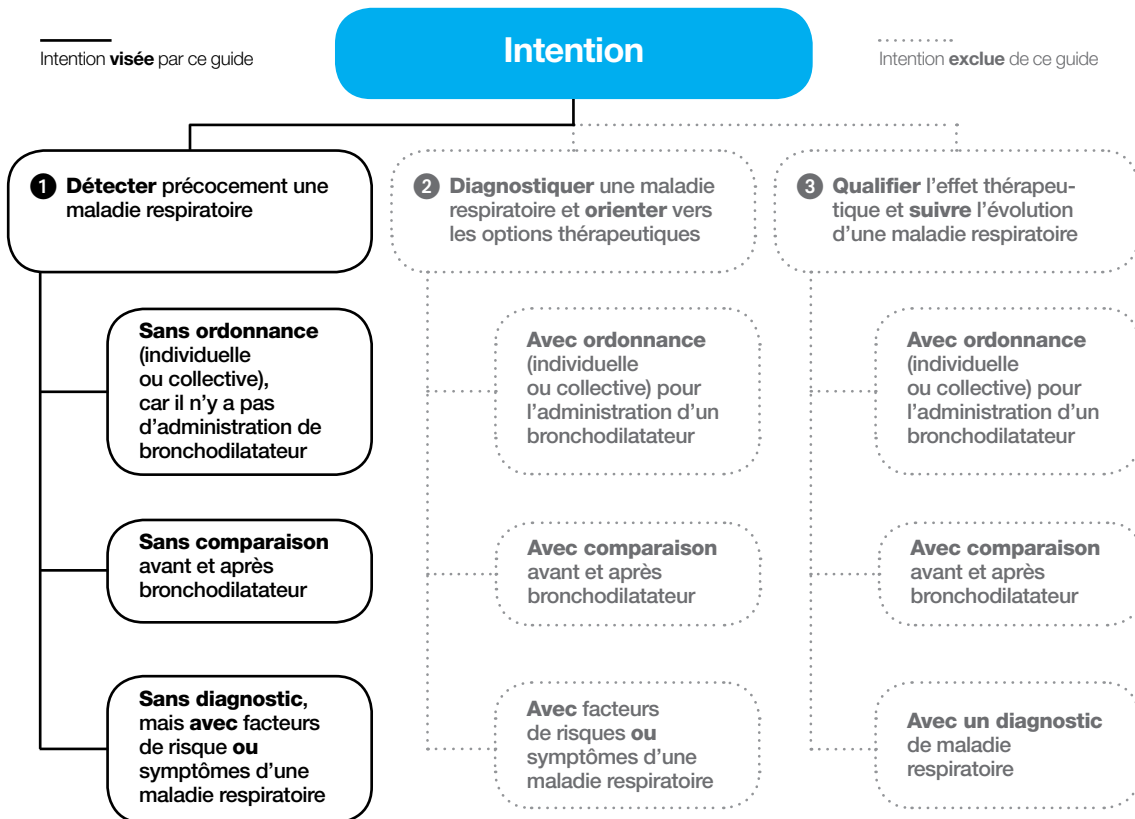 Intention visée par ce guide
Intention
Intention exclue de ce guide
1 Détecter précocement une
maladie respiratoire
2 Diagnostiquer une maladie
respiratoire et orienter vers
les options thérapeutiques
3 Qualifier l’effet thérapeu-
tique et suivre l’évolution
d’une maladie respiratoire
Sans ordonnance
(individuelle
ou collective),
car il n'y a pas
d’administration de
bronchodilatateur
Avec ordonnance
(individuelle
ou collective) pour
l’administration d’un
bronchodilatateur
Avec ordonnance
(individuelle
ou collective) pour
l’administration d’un
bronchodilatateur
Sans comparaison
avant et après
bronchodilatateur
Avec comparaison
avant et après
bronchodilatateur
Avec comparaison
avant et après
bronchodilatateur
Sans diagnostic,
mais avec facteurs
de risque ou
symptômes d’une
maladie respiratoire
Avec facteurs
de risques ou
symptômes d’une
maladie respiratoire
Avec un diagnostic
de maladie
respiratoire